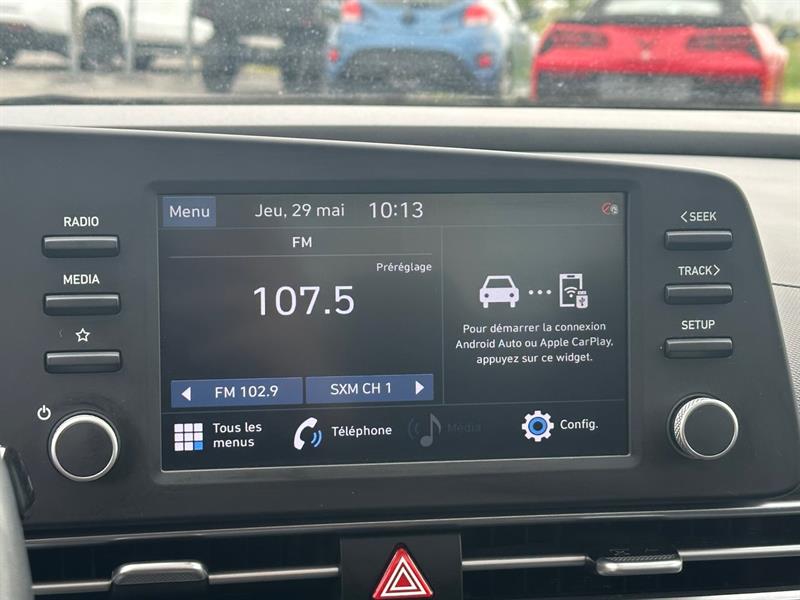 Menu
Jeu, 29 mai
10:13
RADIO
MEDIA
FM
Préréglage
107.5
FM 102.9
SXM CH 1
Pour démarrer la connexion
Android Auto ou Apple CarPlay,
appuyez sur ce widget.
Tous les
menus
Téléphone
Média
Config.
<SEEK
TRACK>
SETUP